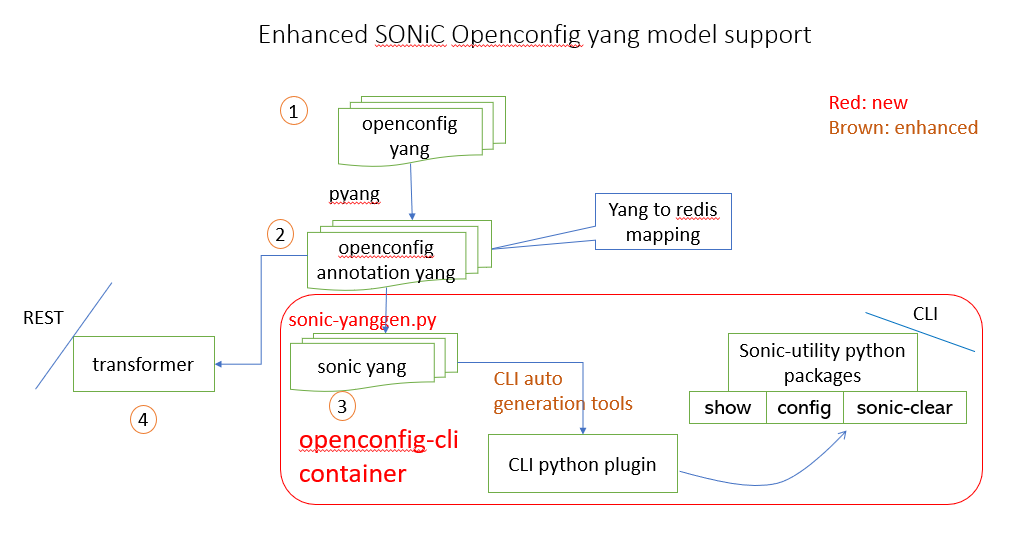 Enhanced SONiC Openconfig yang model support
Red: new
Brown: enhanced
1
openconfig
yang
pyang
2
openconfig
annotation yang
Yang to redis
mapping
REST
transformer
4
sonic-yanggen.py
sonic yang
3
CLI auto
generation tools
openconfig-cli
container
CLI python plugin
CLI
Sonic-utility python
packages
show
config
sonic-clear